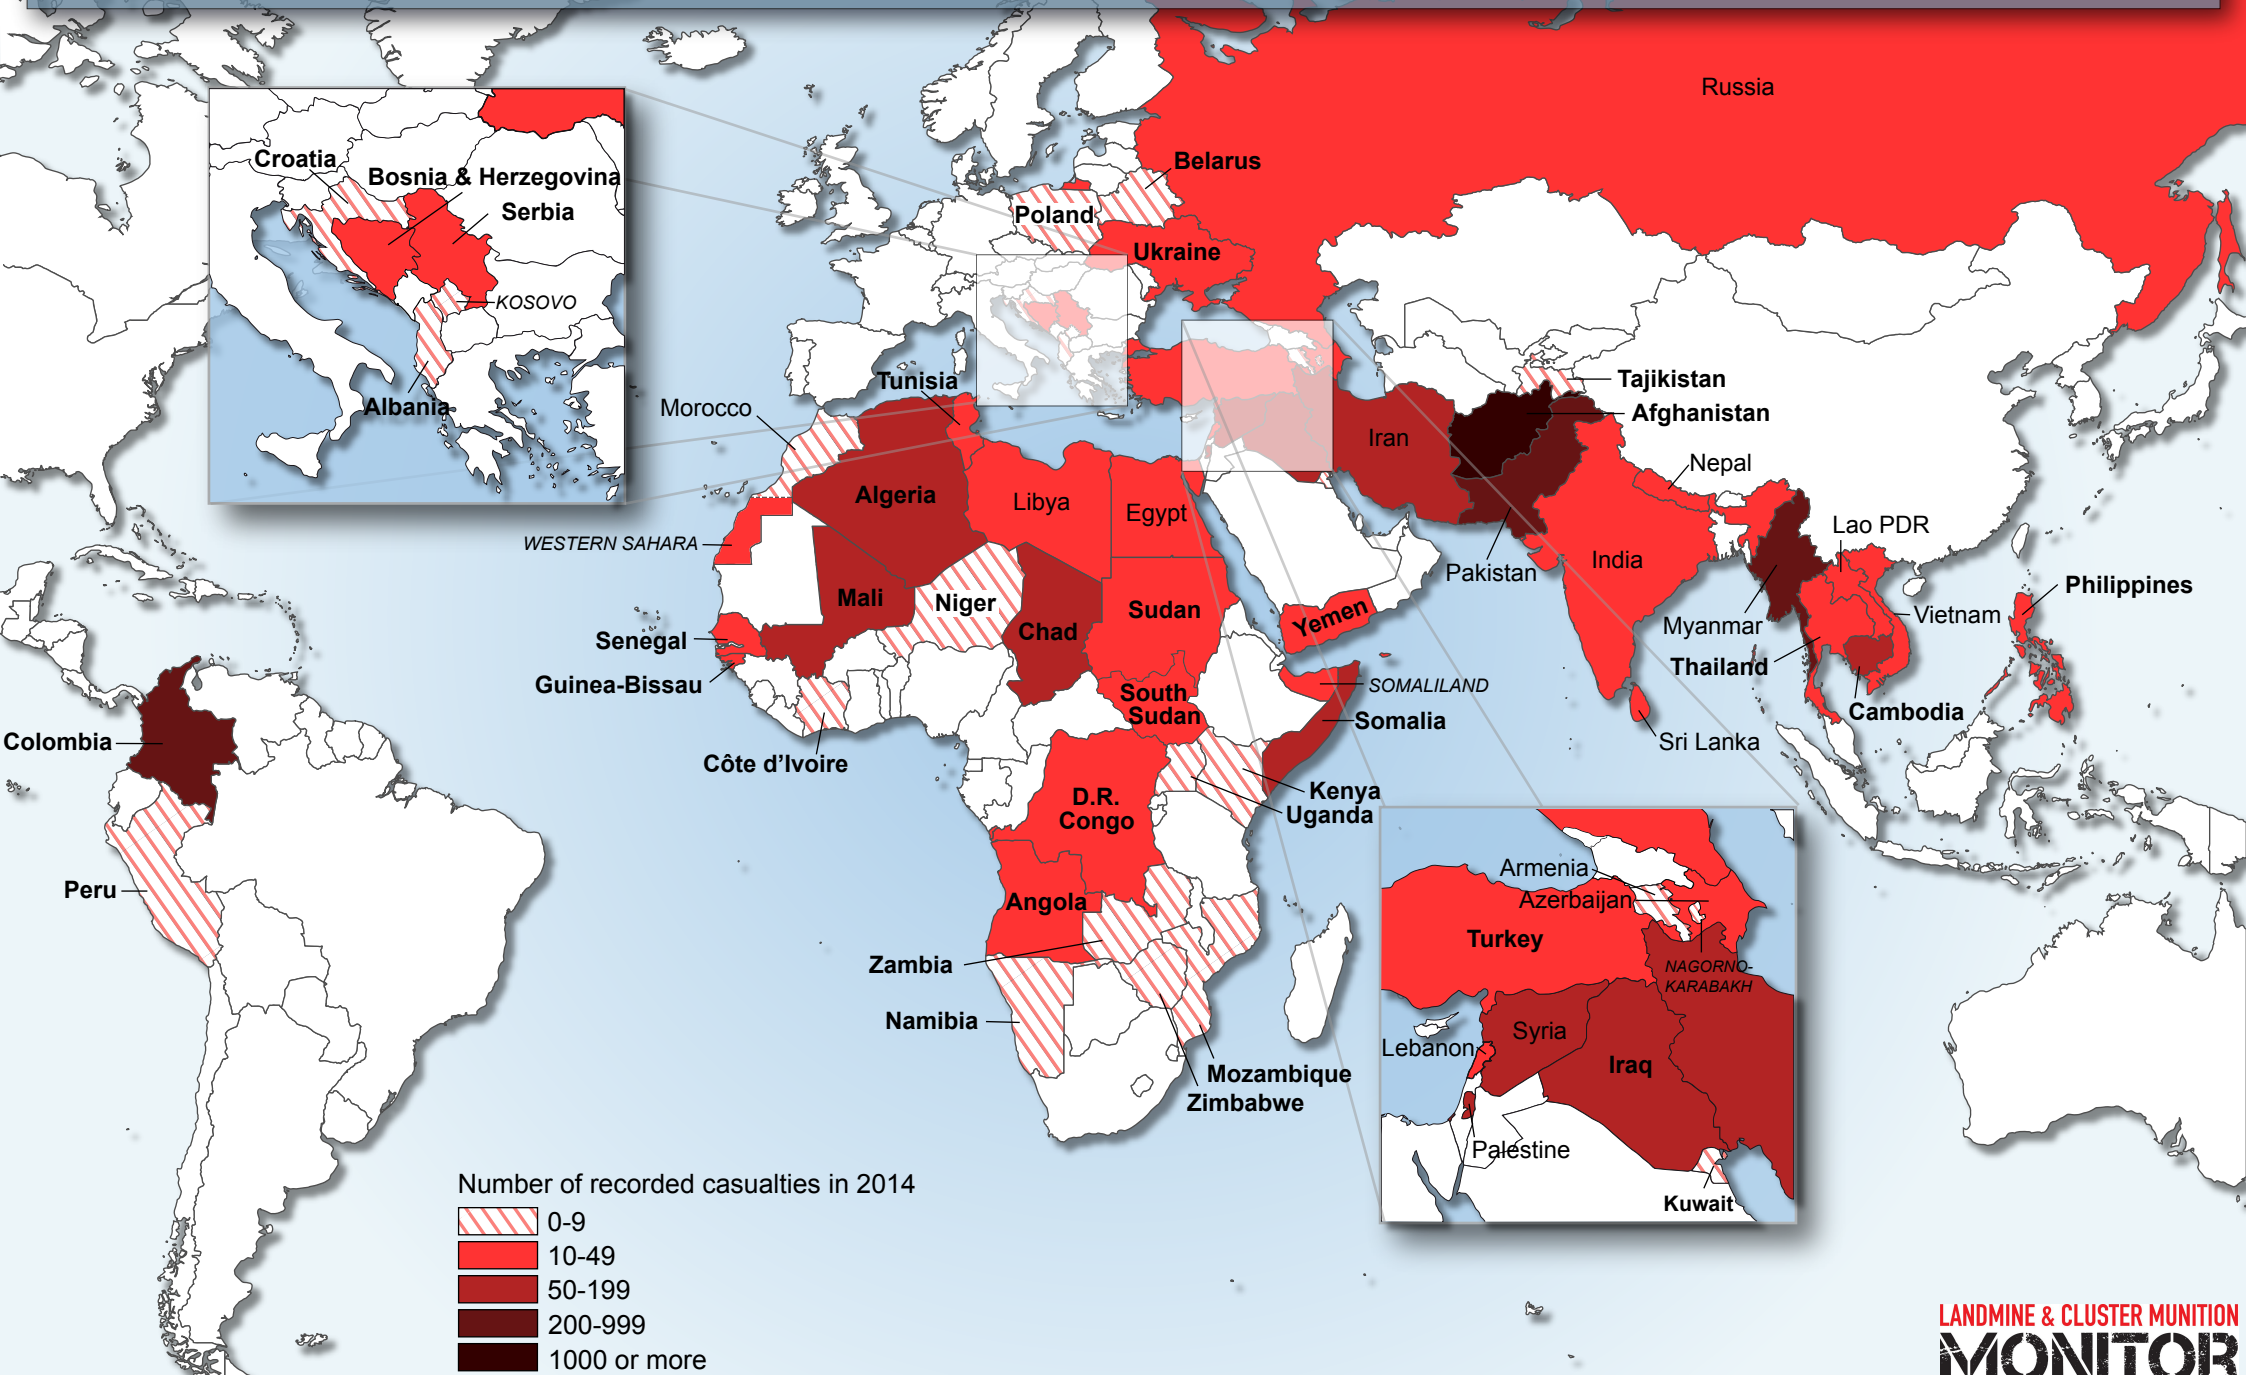 Russia
Croatia
Bosnia & Herzegovina
Serbia
KOSOVO
Albania
Belarus
Poland
Ukraine
Tunisia
Morocco
Algeria
Libya
Egypt
WESTERN SAHARA
Mali
Niger
Chad
Sudan
Yemen
Senegal
Guinea-Bissau
Côte d'Ivoire
South
Sudan
SOMALILAND
Somalia
Kenya
Uganda
D.R.
Congo
Angola
Zambia
Namibia
Mozambique
Zimbabwe
Colombia
Peru
Tajikistan
Afghanistan
Iran
Nepal
Pakistan
India
Lao PDR
Vietnam
Myanmar
Thailand
Cambodia
Philippines
Sri Lanka
Armenia
Azerbaijan
Turkey
NAGORNO-
KARABAKH
Syria
Lebanon
Iraq
Palestine
Kuwait
Number of recorded casualties in 2014
0-9
10-49
50-199
200-999
1000 or more
LANDMINE & CLUSTER MUNITION
MONITOR